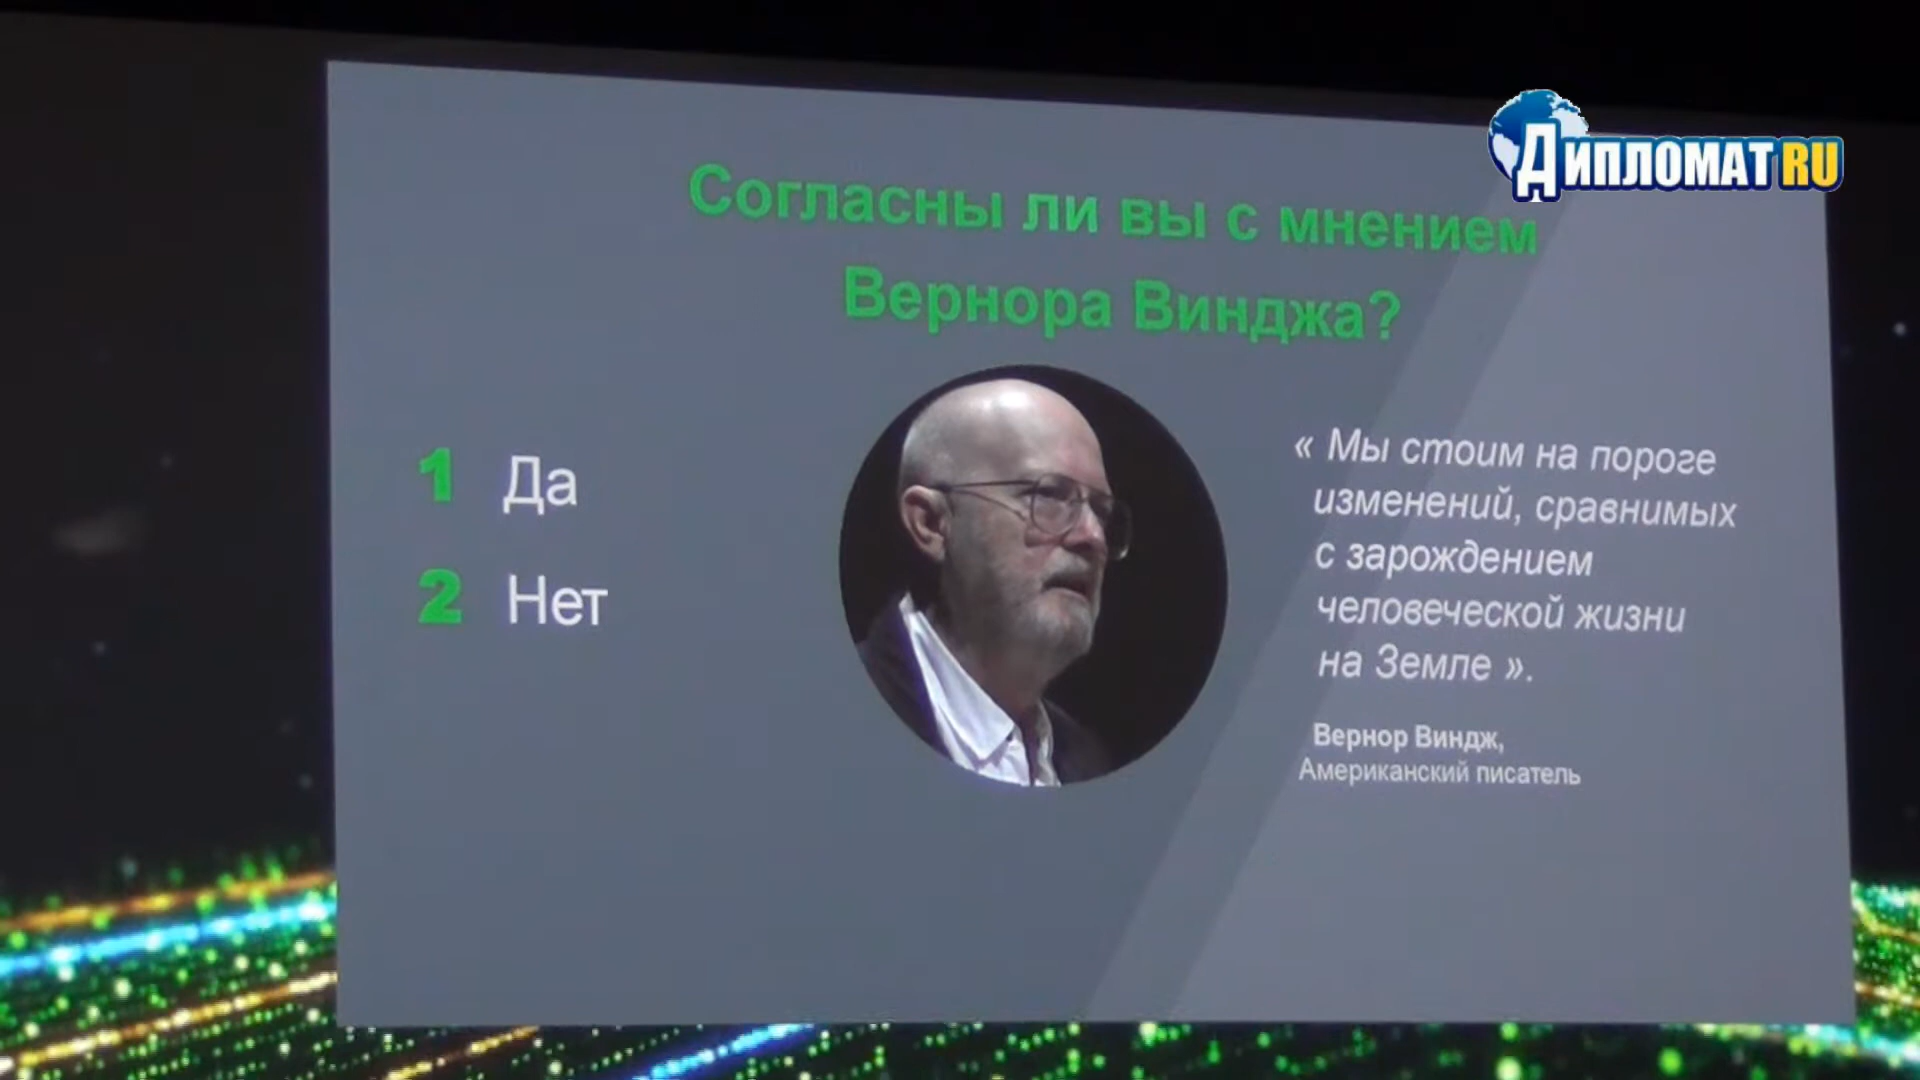 ДИПЛОМАТ RU
Согласны ли вы с мнением
Вернора Винджа?
1 Да
2 Нет
« Мы стоим на пороге
изменений, сравнимых
с зарождением
человеческой жизни
на Земле ».
Вернор Виндж,
Американский писатель